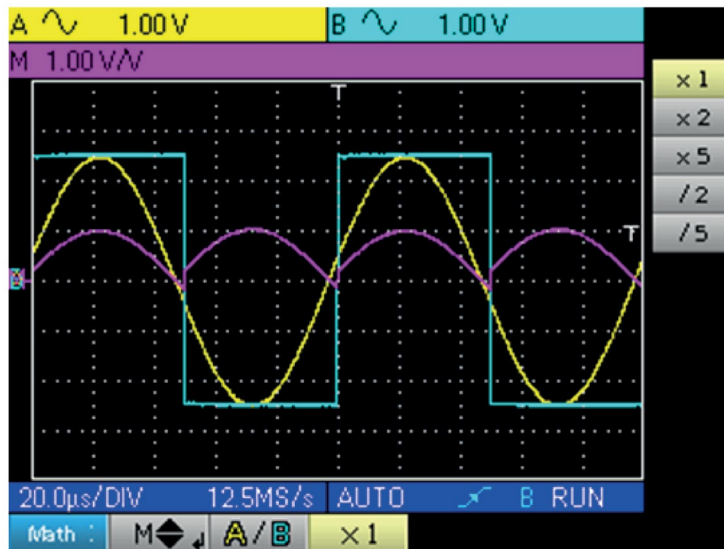 A 1.00V B 1.00V
M 1.00V/V
×1
×2
×5
/2
/5
T
T
20.0µs/DIV 12.5MS/s AUTO B RUN
Math : M A/B ×1